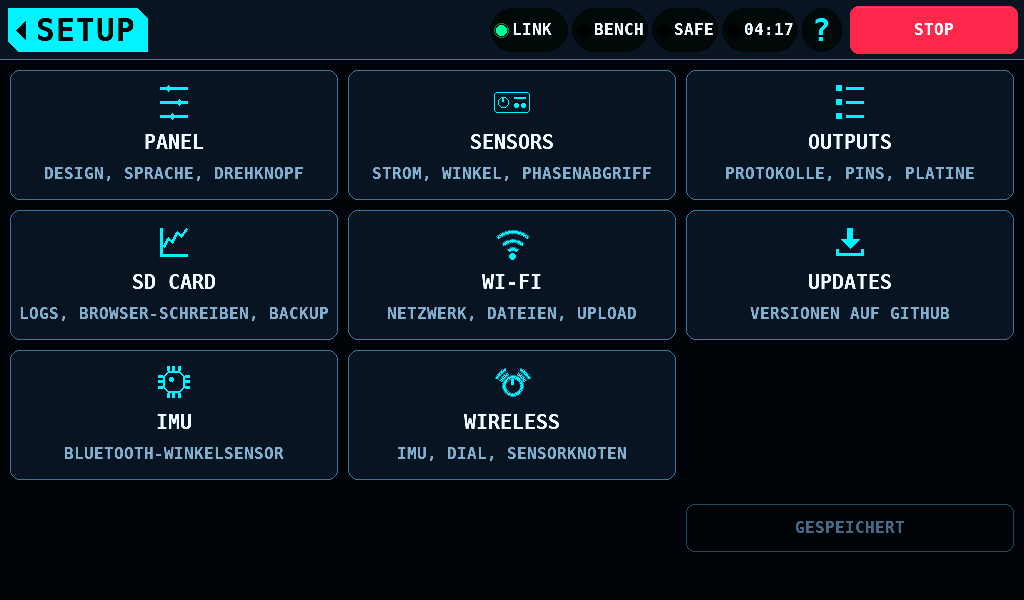 SETUP
LINK
BENCH
SAFE
04:17
?
STOP
PANEL
DESIGN, SPRACHE, DREHKNOPF
SENSORS
STROM, WINKEL, PHASENABGRIFF
OUTPUTS
PROTOKOLLE, PINS, PLATINE
SD CARD
LOGS, BROWSER-SCHREIBEN, BACKUP
WI-FI
NETZWERK, DATEIEN, UPLOAD
UPDATES
VERSIONEN AUF GITHUB
IMU
BLUETOOTH-WINKELSENSOR
WIRELESS
IMU, DIAL, SENSORKNOTEN
GESPEICHERT